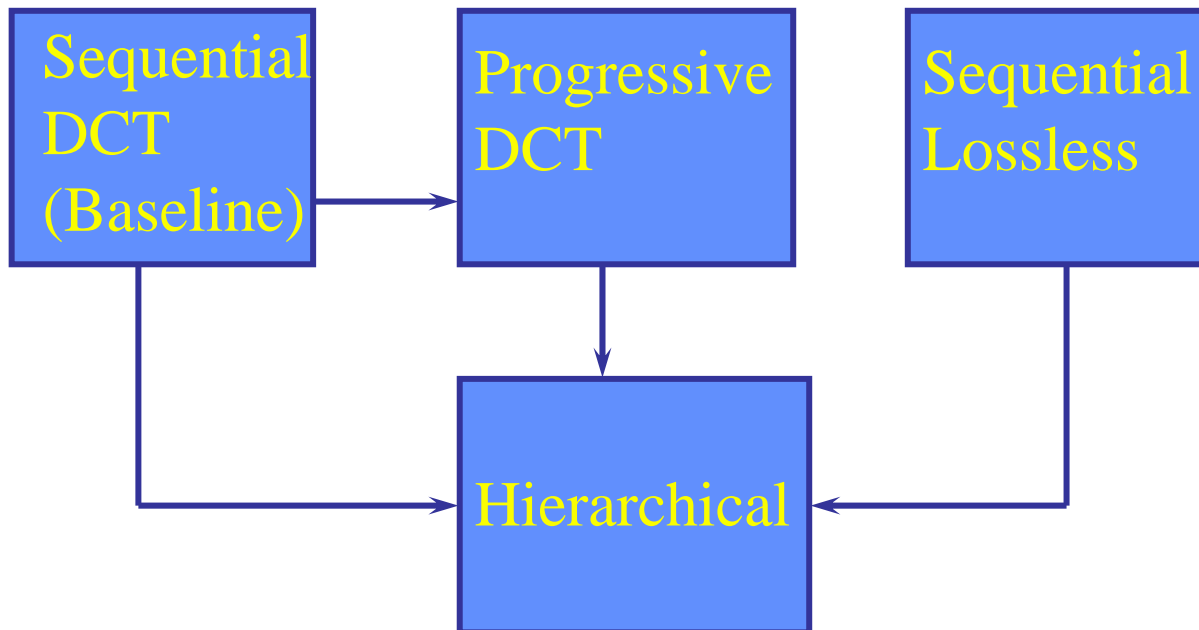 Sequential
DCT
(Baseline)
Progressive
DCT
Sequential
Lossless
Hierarchical